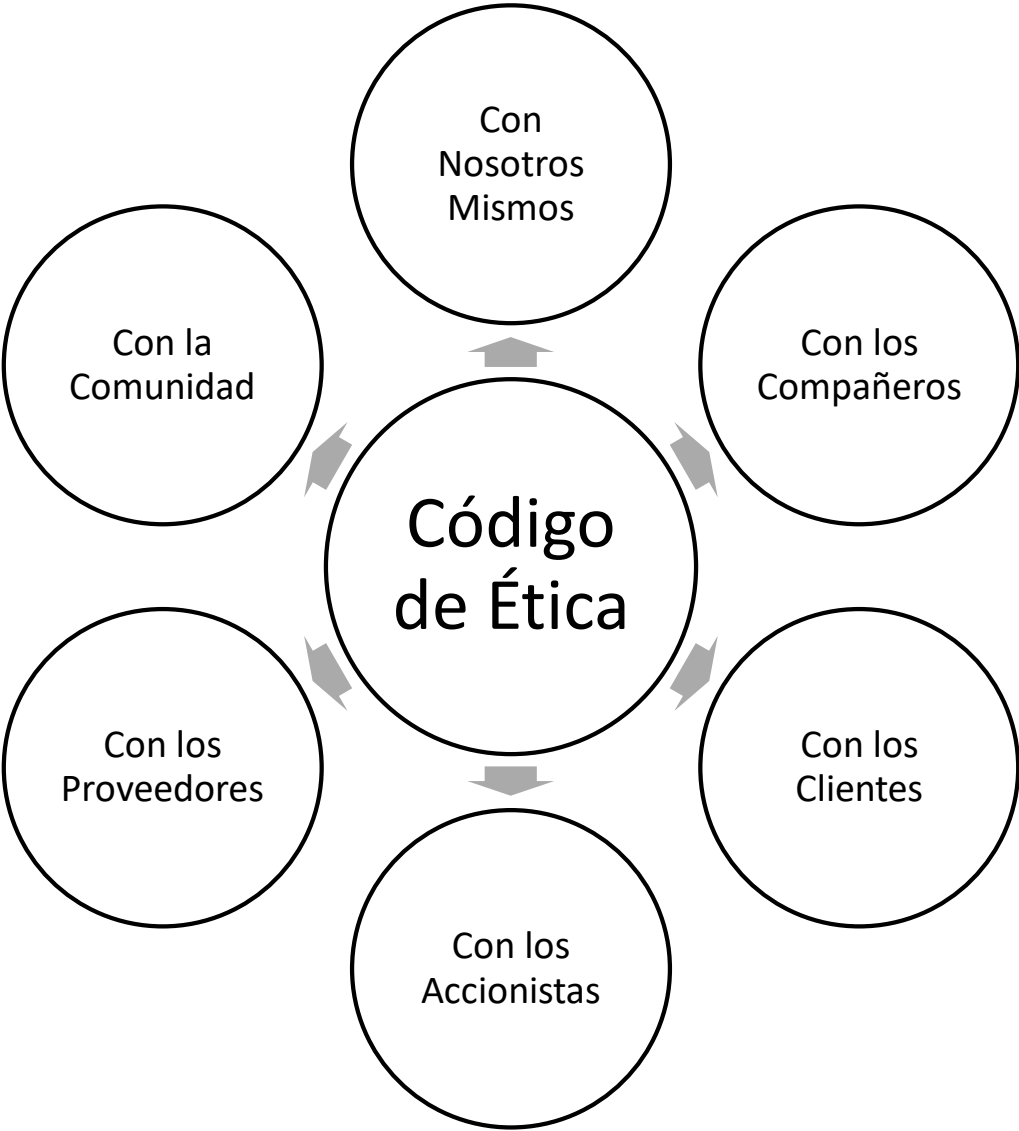 Con
Nosotros
Mismos
Con la
Comunidad
Con los
Compañeros
Código
de Ética
Con los
Proveedores
Con los
Clientes
Con los
Accionistas